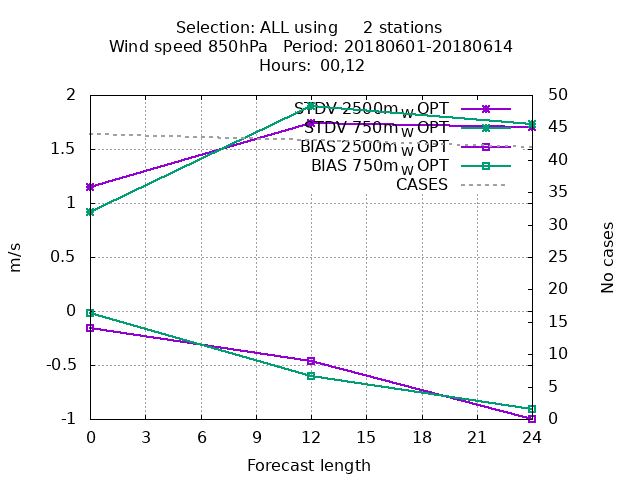 Selection: ALL using 2 stations
Wind speed 850hPa Period: 20180601-20180614
Hours: 00,12
STDV 2500m_W OPT
STDV 750m_W OPT
BIAS 2500m_W OPT
BIAS 750m_W OPT
CASES
2
1.5
1
0.5
0
-0.5
-1
m/s
50
45
40
35
30
25
20
15
10
5
0
No cases
0 3 6 9 12 15 18 21 24
Forecast length